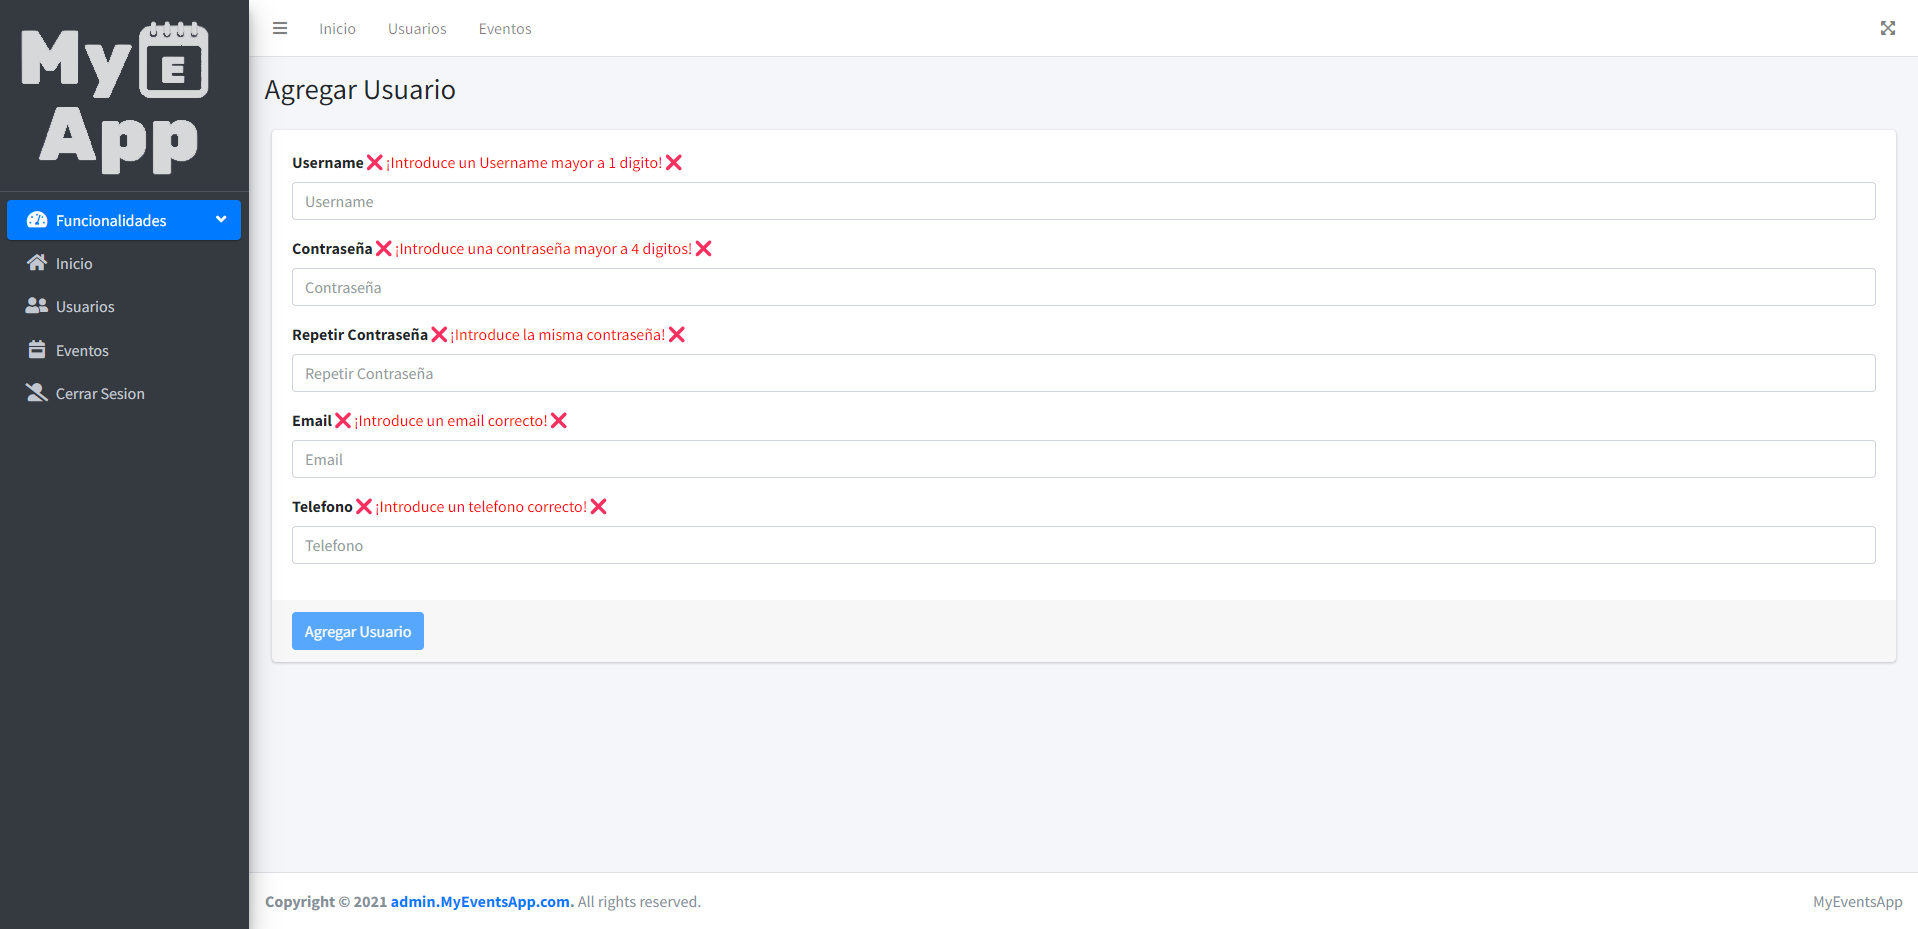 My E
App
Funcionalidades
Inicio
Usuarios
Eventos
Cerrar Sesion
Inicio Usuarios Eventos
Agregar Usuario
Username ❌ ¡Introduce un Username mayor a 1 digito! ❌
Username
Contraseña ❌ ¡Introduce una contraseña mayor a 4 digitos! ❌
Contraseña
Repetir Contraseña ❌ ¡Introduce la misma contraseña! ❌
Repetir Contraseña
Email ❌ ¡Introduce un email correcto! ❌
Email
Telefono ❌ ¡Introduce un telefono correcto! ❌
Telefono
Agregar Usuario
Copyright © 2021 admin.MyEventsApp.com. All rights reserved.
MyEventsApp